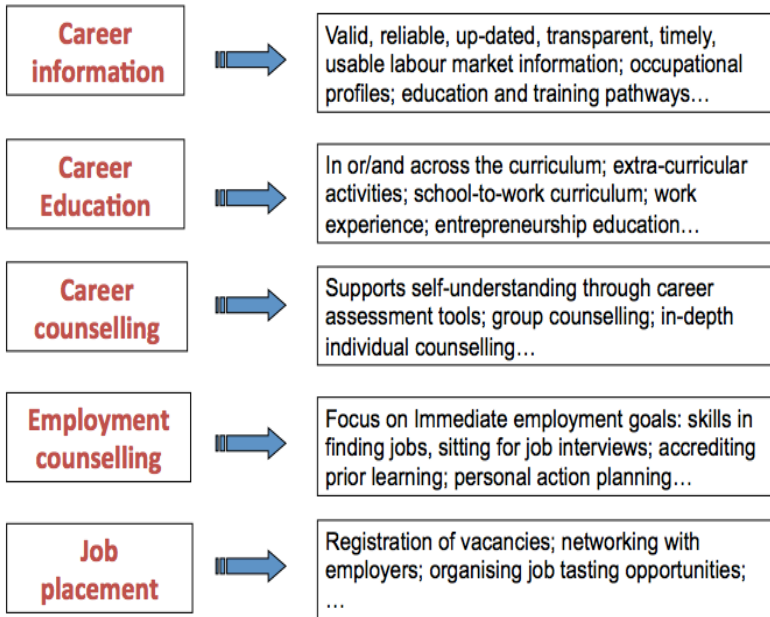 Career
information
Valid, reliable, up-dated, transparent, timely,
usable labour market information; occupational
profiles; education and training pathways…
Career
Education
In or/and across the curriculum; extra-curricular
activities; school-to-work curriculum; work
experience; entrepreneurship education…
Career
counselling
Supports self-understanding through career
assessment tools; group counselling; in-depth
individual counselling…
Employment
counselling
Focus on Immediate employment goals: skills in
finding jobs, sitting for job interviews; accrediting
prior learning; personal action planning…
Job
placement
Registration of vacancies; networking with
employers; organising job tasting opportunities;
…